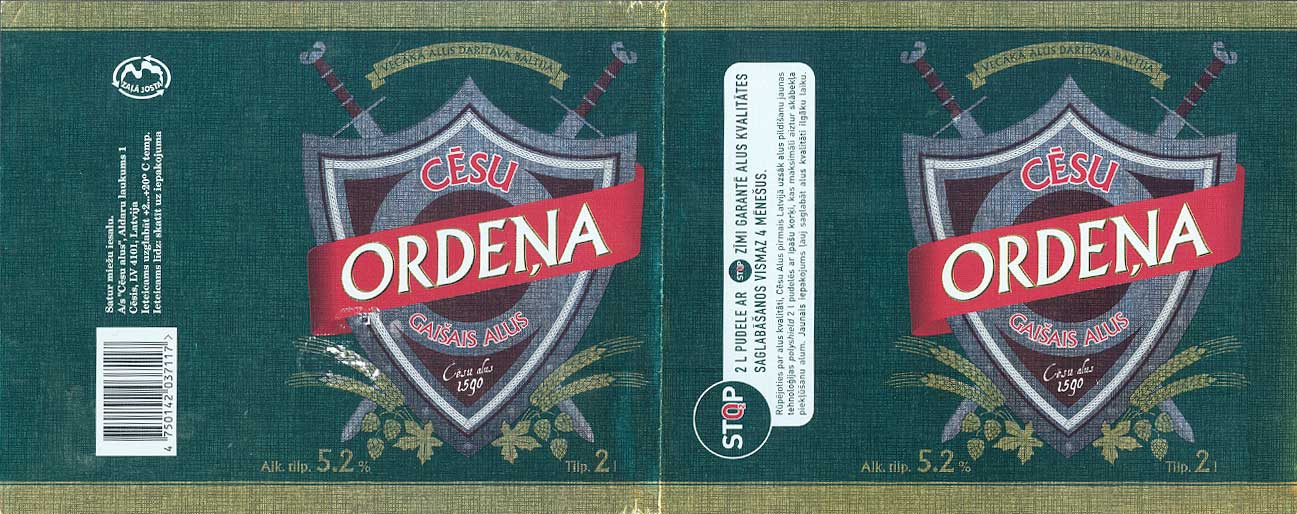 ZAĻĀ JOSTA
Satur miežu iesalu.
A/s "Cēsu alus", Aldaru laukums 1
Cēsis, LV 4101, Latvija
Ieteicams uzglabāt +2...+20° C temp.
Ieteicams līdz: skatīt uz iepakojuma
4 750142 037117 >
VECĀKĀ ALUS DARĪTAVA BALTIJĀ
CĒSU
ORDEŅA
GAIŠAIS ALUS
Cēsu alus
1590
Alk. tilp. 5.2 %
Tilp. 2 l
STO2P
2 L PUDELE AR STO2P ZĪMI GARANTĒ ALUS KVALITĀTES
SAGLABĀŠANOS VISMAZ 4 MĒNEŠUS.
Rūpējoties par alus kvalitāti, Cēsu Alus pirmais Latvijā uzsāk alus pildīšanu jaunas
tehnoloģijas polyshield 2 l pudelēs ar īpašu korķi, kas maksimāli aiztur skābekļa
piekļūšanu alum. Jaunais iepakojums ļauj saglabāt alus kvalitāti ilgāku laiku.
VECĀKĀ ALUS DARĪTAVA BALTIJĀ
CĒSU
ORDEŅA
GAIŠAIS ALUS
Cēsu alus
1590
Alk. tilp. 5.2 %
Tilp. 2 l